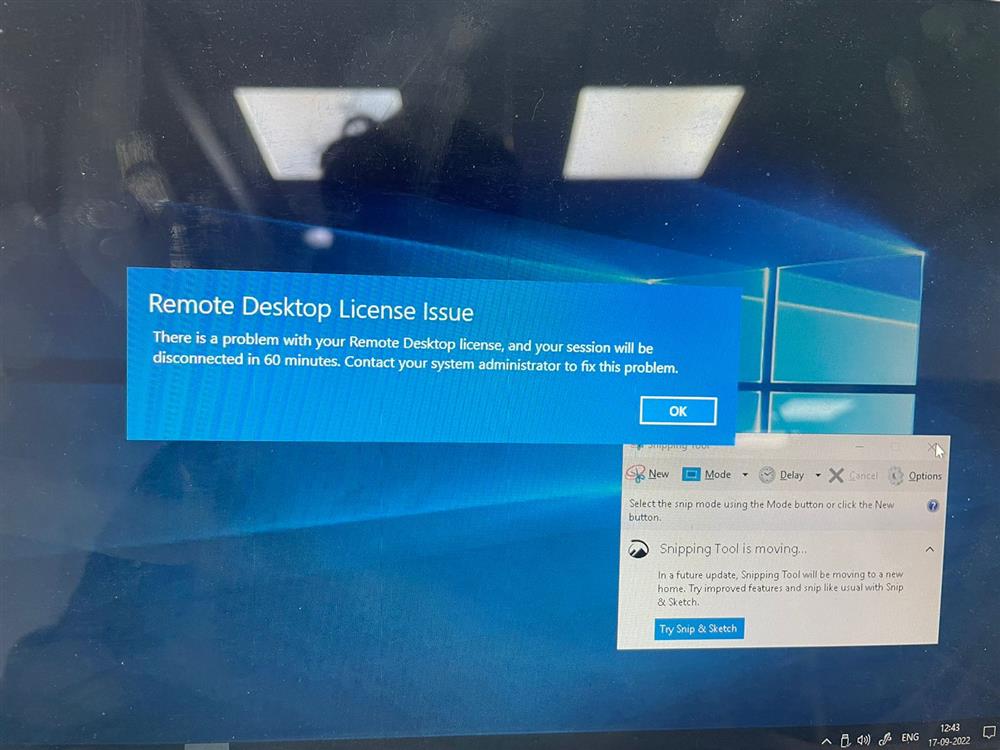 Remote Desktop License Issue
There is a problem with your Remote Desktop license, and your session will be
disconnected in 60 minutes. Contact your system administrator to fix this problem.
OK
Snipping Tool
New Mode Delay Cancel Options
Select the snip mode using the Mode button or click the New
button.
Snipping Tool is moving...
In a future update, Snipping Tool will be moving to a new
home. Try improved features and snip like usual with Snip
& Sketch.
Try Snip & Sketch
ENG
12:43
17-09-2022